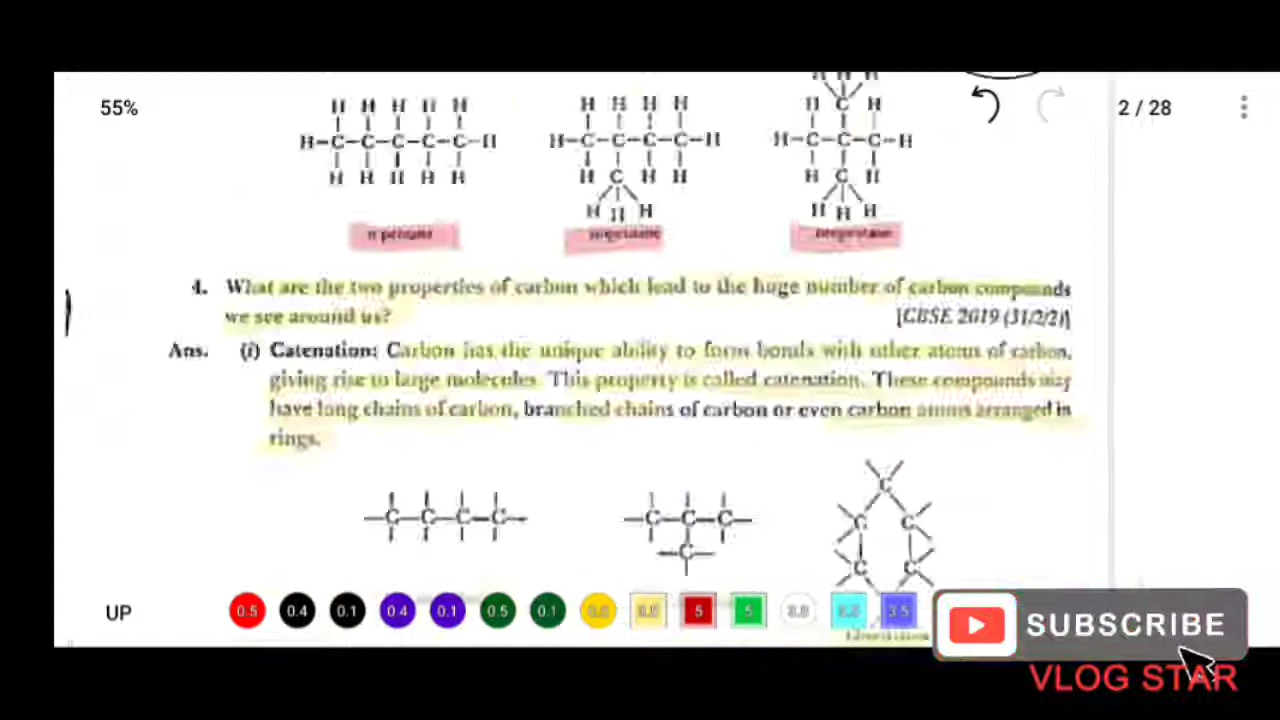 55%
2 / 28
H H H H H
H-C-C-C-C-C-H
H H H H H
H H H H
H-C-C-C-C-H
H C H H
H H H
H H H
H C H
H-C-C-C-H
H C H
H H H
n pentane
isopentane
neopentane
4. What are the two properties of carbon which lead to the huge number of carbon compounds
we see around us? [CBSE 2019 (31/2/2)]
Ans. (i) Catenation: Carbon has the unique ability to form bonds with other atoms of carbon,
giving rise to large molecules. This property is called catenation. These compounds may
have long chains of carbon, branched chains of carbon or even carbon atoms arranged in
rings.
-C-C-C-C-
-C-C-C-
-C-
C
C C
C C
UP
0.5 0.4 0.1 0.4 0.1 0.5 0.1 5 5 3.5
SUBSCRIBE
VLOG STAR